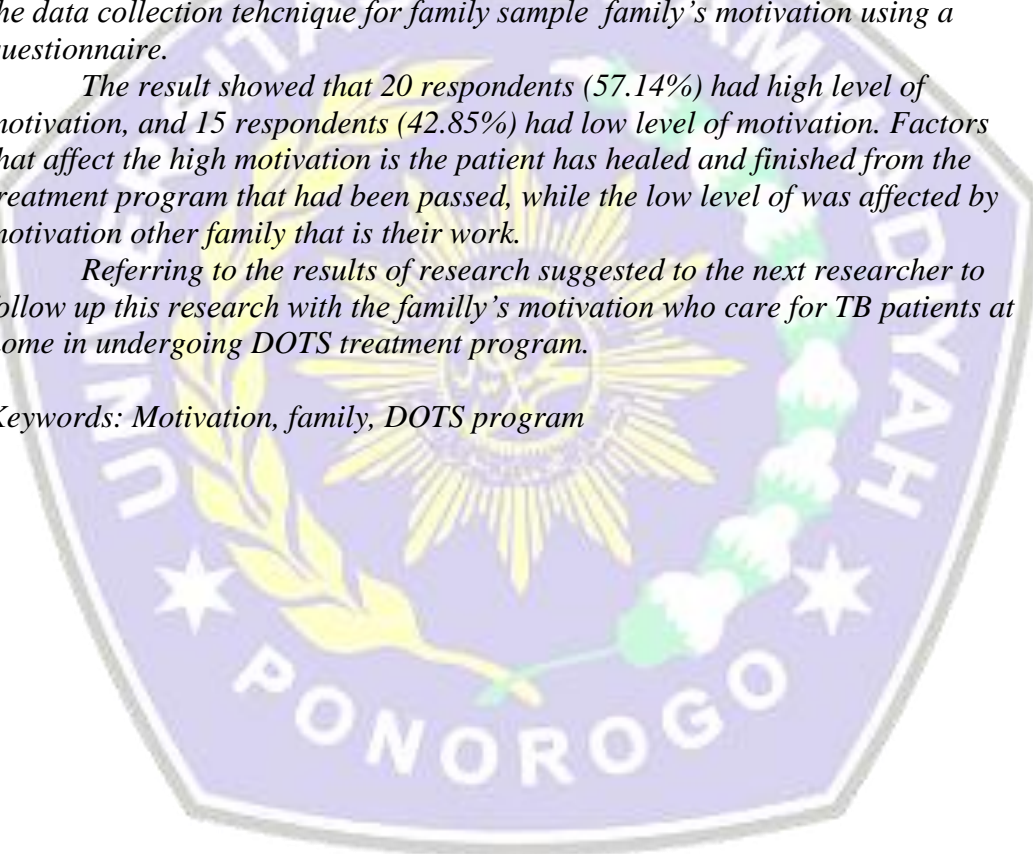 he data collection tehcnique for family sample family's motivation using a
uestionnaire.
The result showed that 20 respondents (57.14%) had high level of
motivation, and 15 respondents (42.85%) had low level of motivation. Factors
hat affect the high motivation is the patient has healed and finished from the
reatment program that had been passed, while the low level of was affected by
motivation other family that is their work.
Referring to the results of research suggested to the next researcher to
ollow up this research with the familly's motivation who care for TB patients at
home in undergoing DOTS treatment program.
Keywords: Motivation, family, DOTS program
PONOROGO